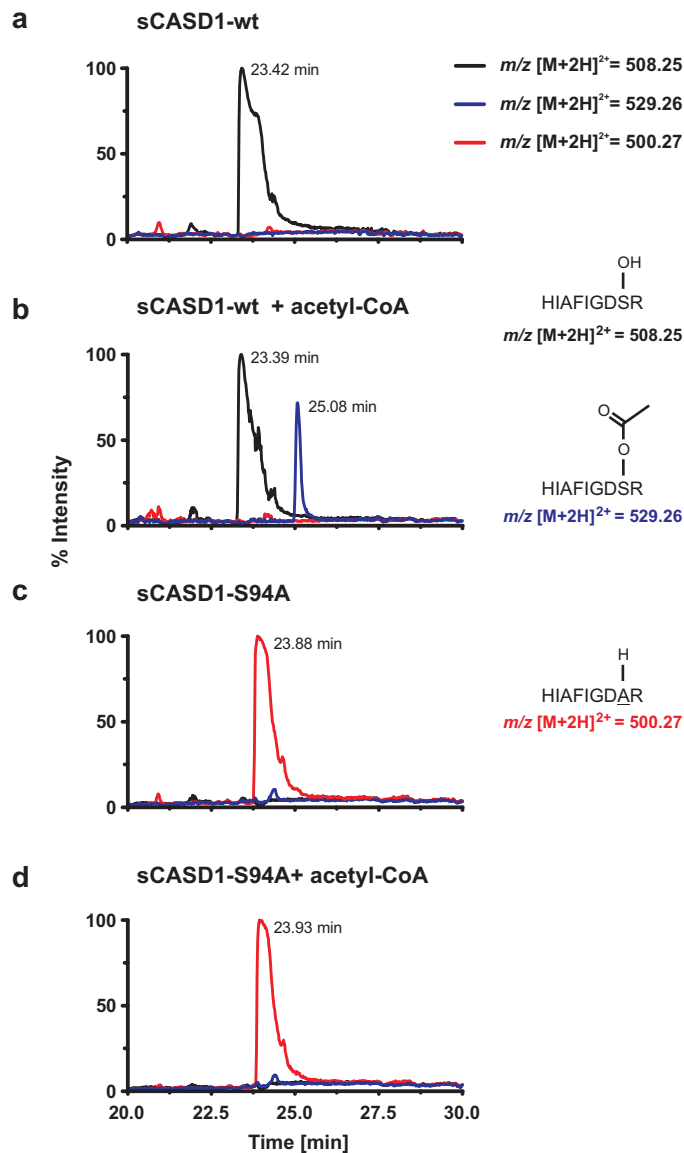 a
sCASD1-wt
100
50
0
23.42 min
m/z [M+2H]²⁺= 508.25
m/z [M+2H]²⁺= 529.26
m/z [M+2H]²⁺= 500.27
OH
HIAFIGDSR
m/z [M+2H]²⁺ = 508.25
b
sCASD1-wt + acetyl-CoA
100
50
0
23.39 min
25.08 min
O
O
HIAFIGDSR
m/z [M+2H]²⁺ = 529.26
% Intensity
c
sCASD1-S94A
100
50
0
23.88 min
H
HIAFIGDAR
m/z [M+2H]²⁺ = 500.27
d
sCASD1-S94A+ acetyl-CoA
100
50
0
23.93 min
20.0 22.5 25.0 27.5 30.0
Time [min]